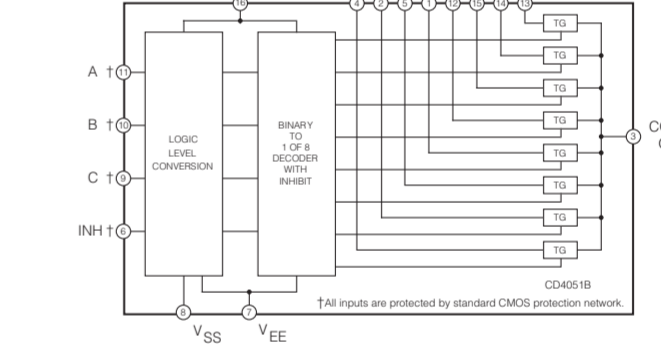 16 4 2 5 1 12 15 14 13
TG
TG
TG
TG
TG
TG
TG
TG
A † 11
B † 10
C † 9
INH † 6
LOGIC
LEVEL
CONVERSION
BINARY
TO
1 OF 8
DECODER
WITH
INHIBIT
3
CD4051B
†All inputs are protected by standard CMOS protection network.
8
7
VSS
VEE